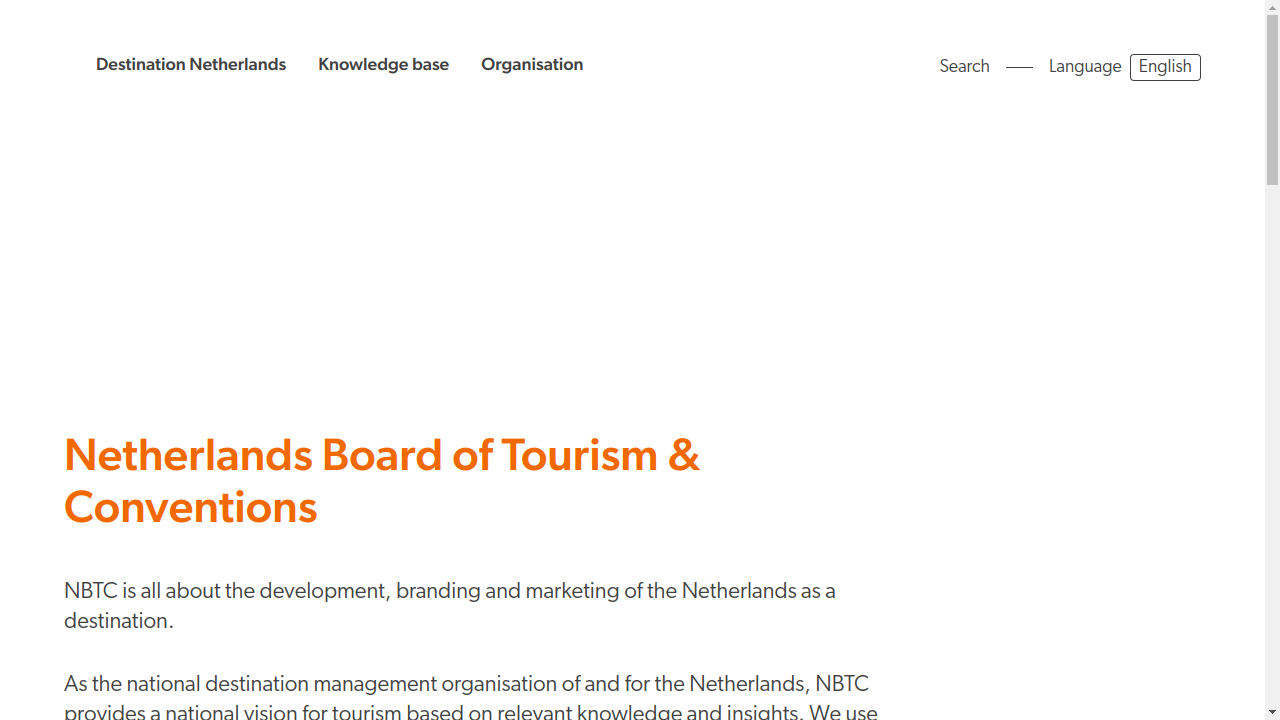 Destination Netherlands Knowledge base Organisation Search Language English
Netherlands Board of Tourism &
Conventions
NBTC is all about the development, branding and marketing of the Netherlands as a
destination.
As the national destination management organisation of and for the Netherlands, NBTC
provides a national vision for tourism based on relevant knowledge and insights. We use